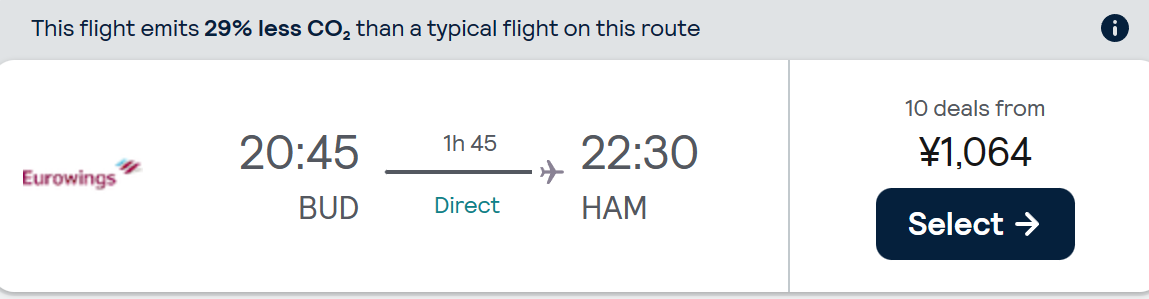 This flight emits 29% less CO₂ than a typical flight on this route
Eurowings
20:45
BUD
1h 45
Direct
22:30
HAM
10 deals from
¥1,064
Select →